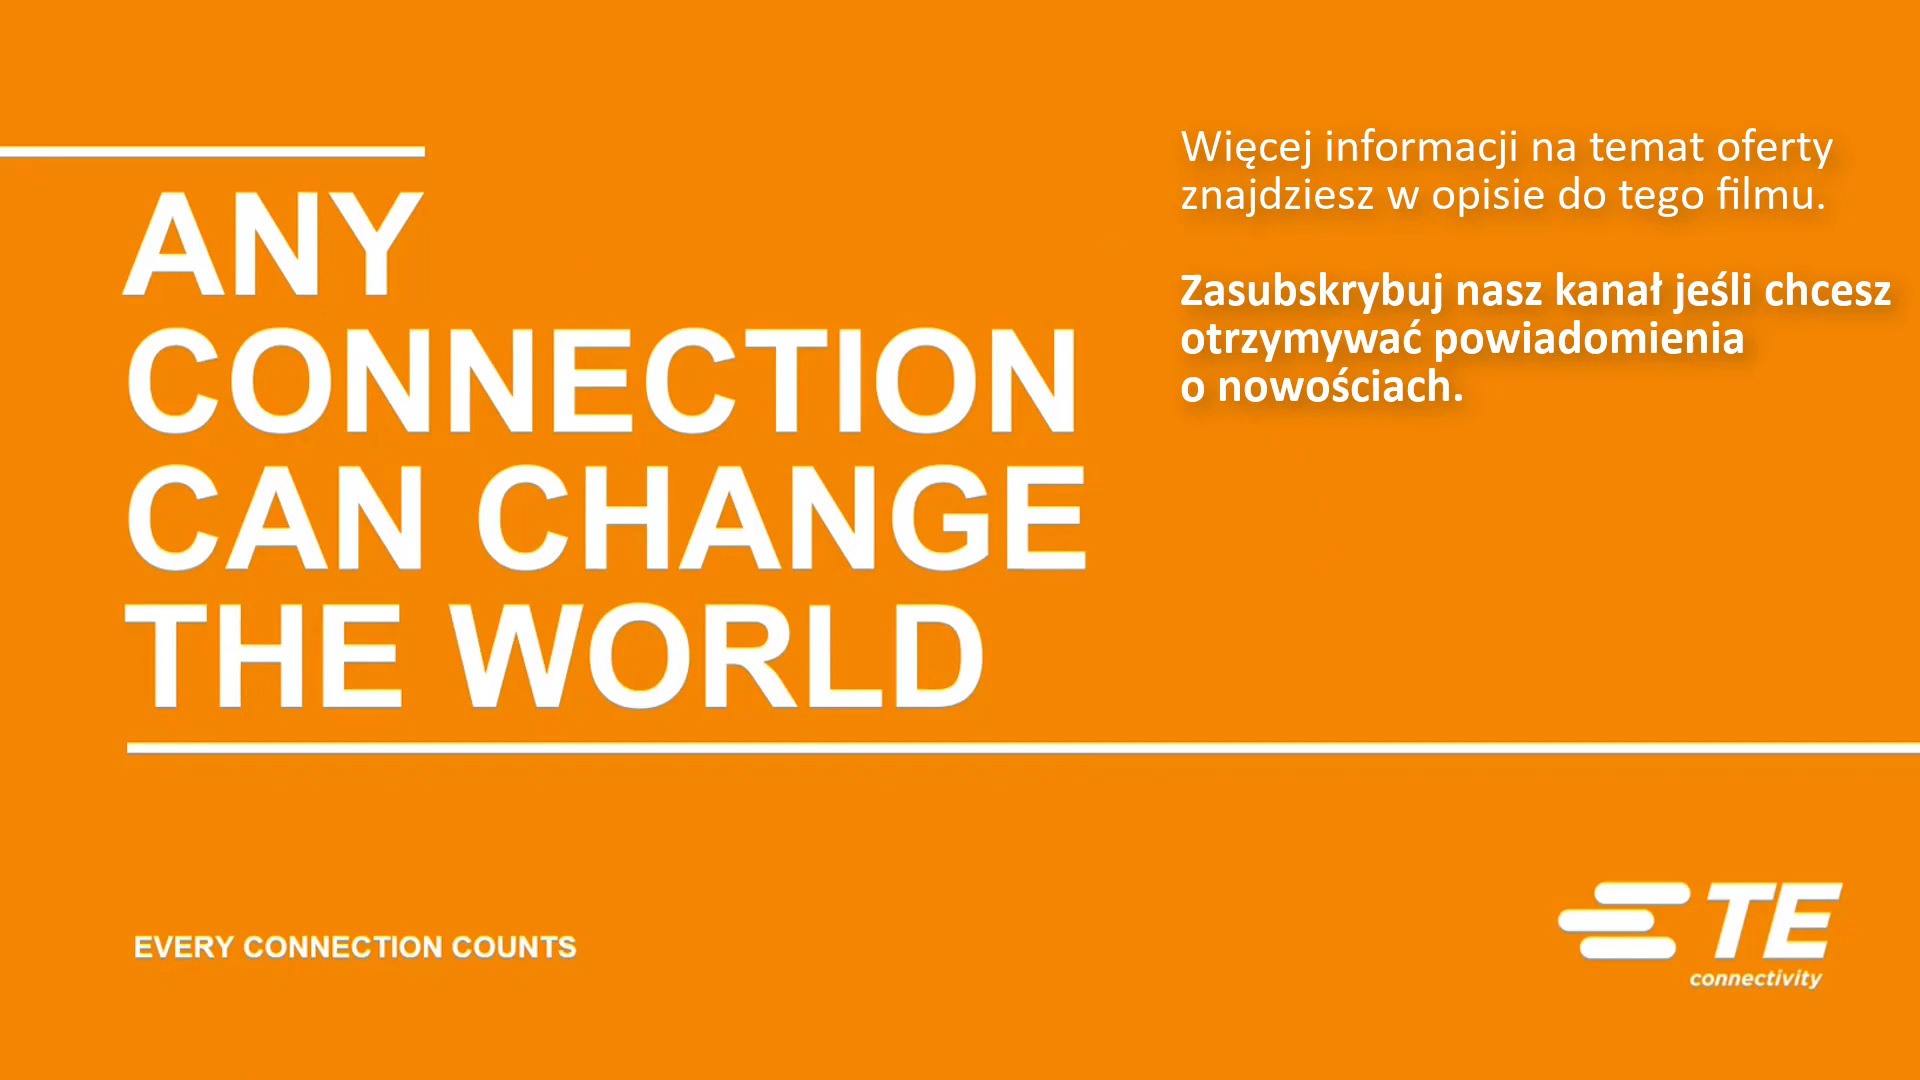 ANY
CONNECTION
CAN CHANGE
THE WORLD
Więcej informacji na temat oferty
znajdziesz w opisie do tego filmu.
Zasubskrybuj nasz kanał jeśli chcesz
otrzymywać powiadomienia
o nowościach.
EVERY CONNECTION COUNTS
TE
connectivity